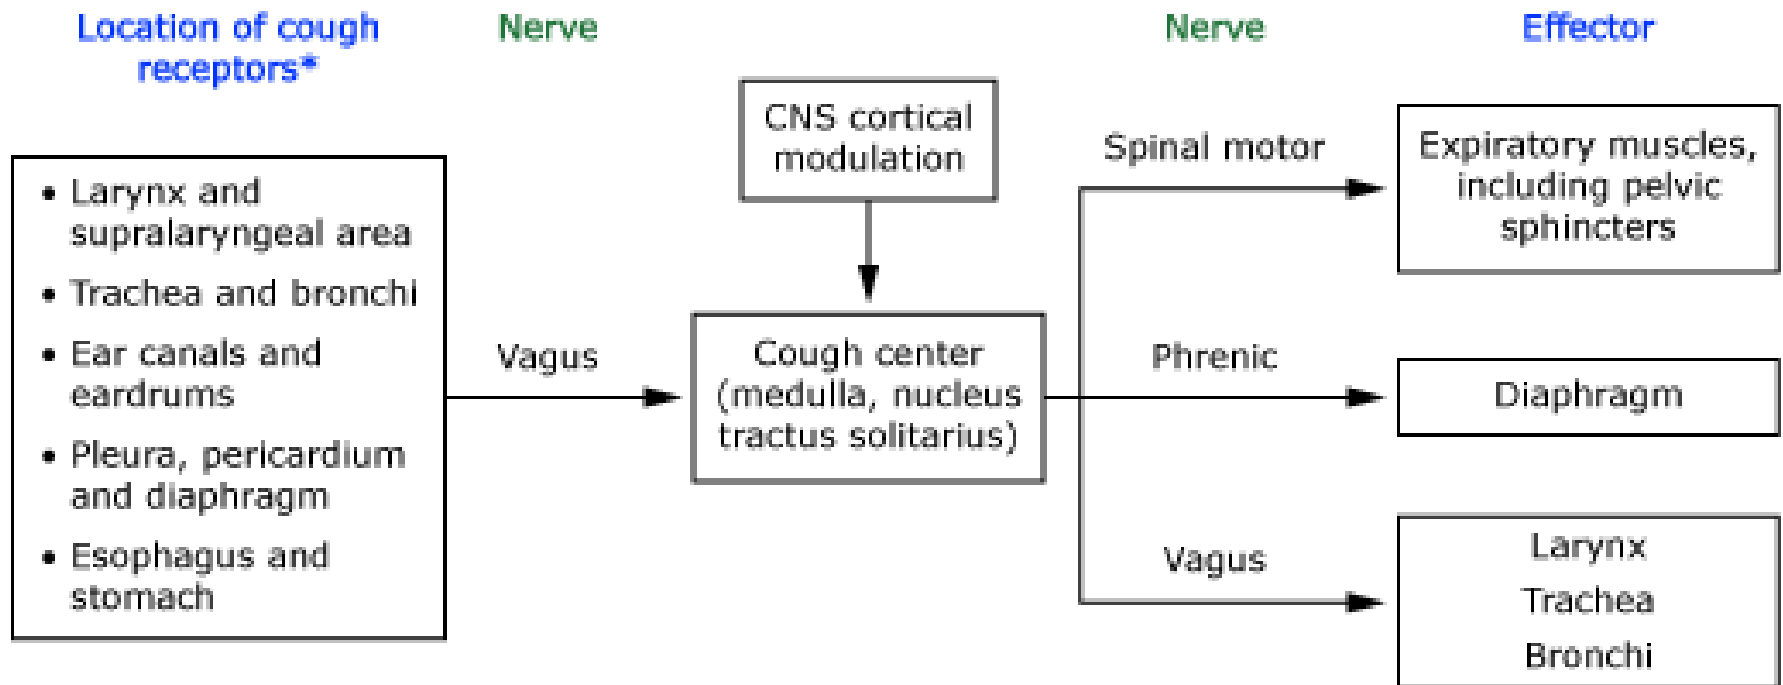 Location of cough
receptors*
Nerve
Nerve
Effector
• Larynx and
supralaryngeal area
• Trachea and bronchi
• Ear canals and
eardrums
• Pleura, pericardium
and diaphragm
• Esophagus and
stomach
Vagus
CNS cortical
modulation
Cough center
(medulla, nucleus
tractus solitarius)
Spinal motor
Expiratory muscles,
including pelvic
sphincters
Phrenic
Diaphragm
Vagus
Larynx
Trachea
Bronchi